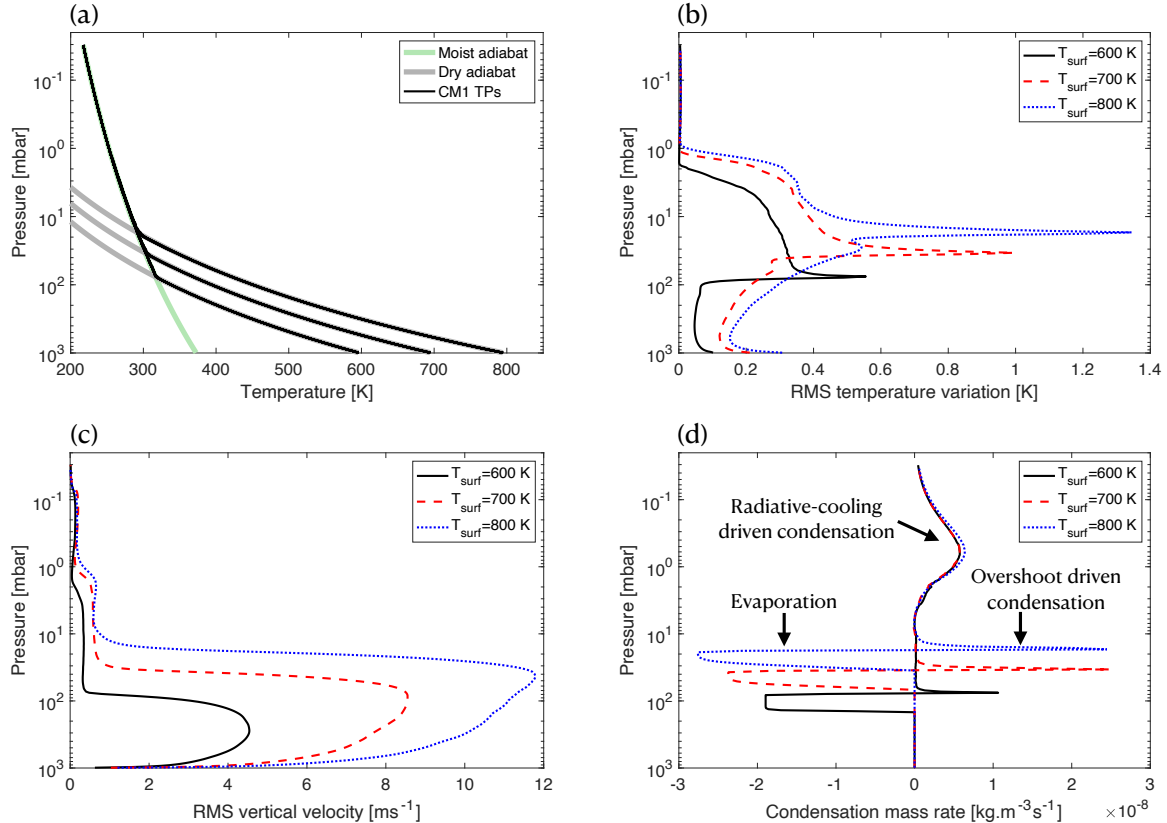 (a)
Moist adiabat
Dry adiabat
CM1 TPs
10^-1
10^0
10^1
10^2
10^3
Pressure [mbar]
200 300 400 500 600 700 800
Temperature [K]
(b)
T_surf=600 K
T_surf=700 K
T_surf=800 K
10^-1
10^0
10^1
10^2
10^3
Pressure [mbar]
0 0.2 0.4 0.6 0.8 1 1.2 1.4
RMS temperature variation [K]
(c)
T_surf=600 K
T_surf=700 K
T_surf=800 K
10^-1
10^0
10^1
10^2
10^3
Pressure [mbar]
0 2 4 6 8 10 12
RMS vertical velocity [ms^-1]
(d)
T_surf=600 K
T_surf=700 K
T_surf=800 K
Radiative-cooling
driven condensation
Overshoot driven
condensation
Evaporation
10^-1
10^0
10^1
10^2
10^3
Pressure [mbar]
-3 -2 -1 0 1 2 3
Condensation mass rate [kg.m^-3s^-1]
×10^-8